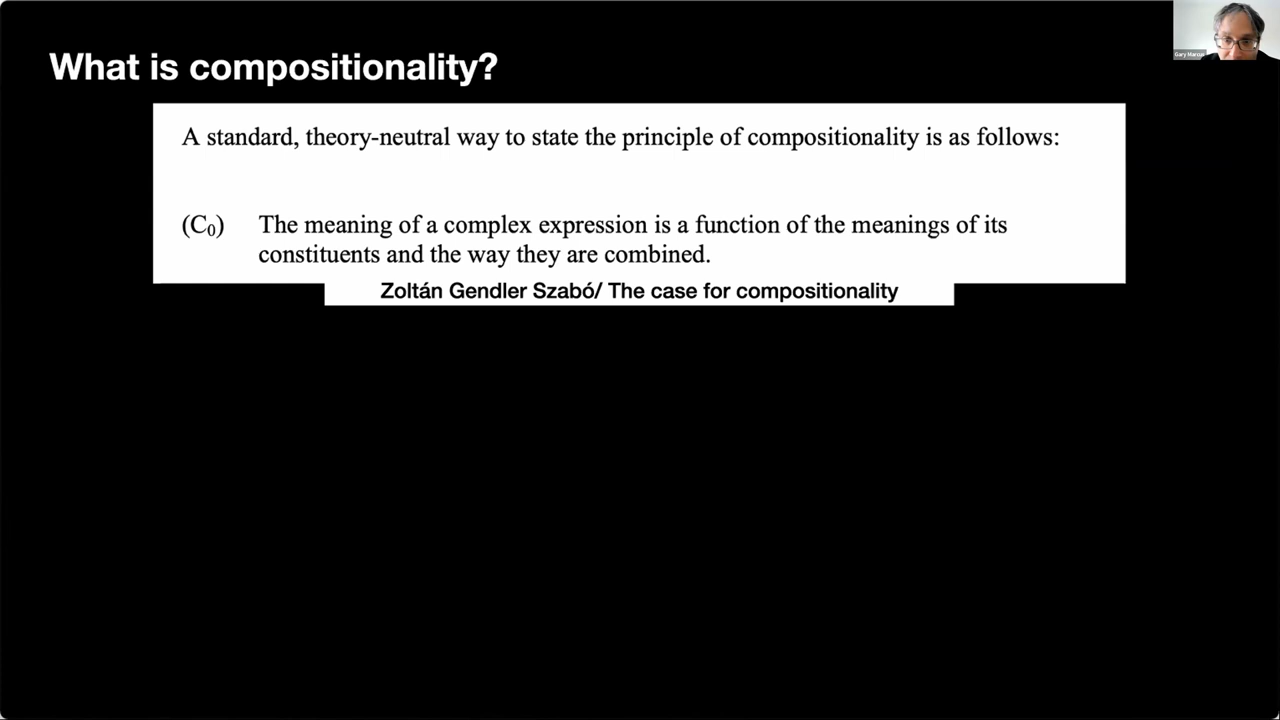 What is compositionality?
Gary Marcus
A standard, theory-neutral way to state the principle of compositionality is as follows:
(C₀) The meaning of a complex expression is a function of the meanings of its
constituents and the way they are combined.
Zoltán Gendler Szabó/ The case for compositionality